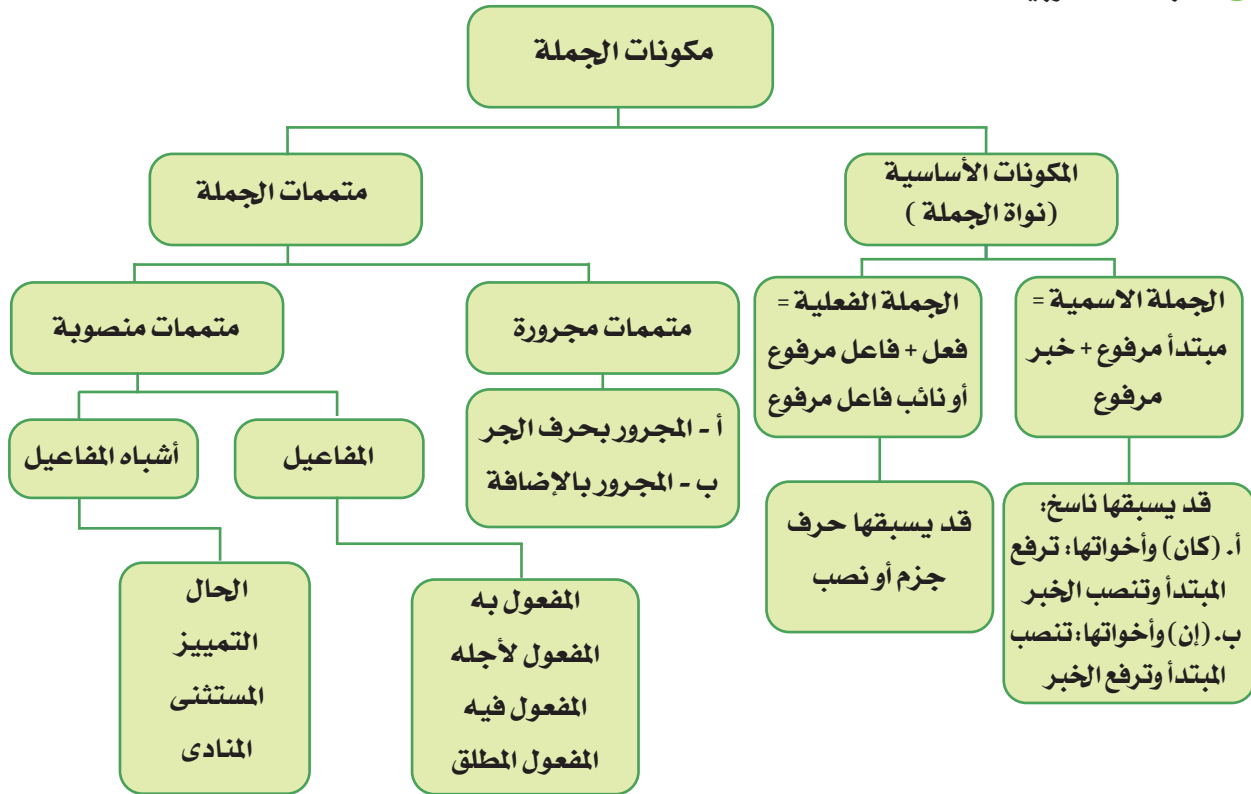 مكونات الجملة
المكونات الأساسية
(نواة الجملة )
متممات الجملة
الجملة الاسمية =
مبتدأ مرفوع + خبر
مرفوع
الجملة الفعلية =
فعل + فاعل مرفوع
أو نائب فاعل مرفوع
متممات مجرورة
متممات منصوبة
قد يسبقها ناسخ:
أ. (كان) وأخواتها: ترفع
المبتدأ وتنصب الخبر
ب. (إن) وأخواتها: تنصب
المبتدأ وترفع الخبر
قد يسبقها حرف
جزم أو نصب
أ - المجرور بحرف الجر
ب - المجرور بالإضافة
المفاعيل
أشباه المفاعيل
المفعول به
المفعول لأجله
المفعول فيه
المفعول المطلق
الحال
التمييز
المستثنى
المنادى